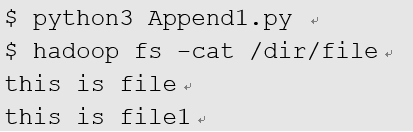 $ python3 Append1.py
$ hadoop fs –cat /dir/file
this is file
this is file1